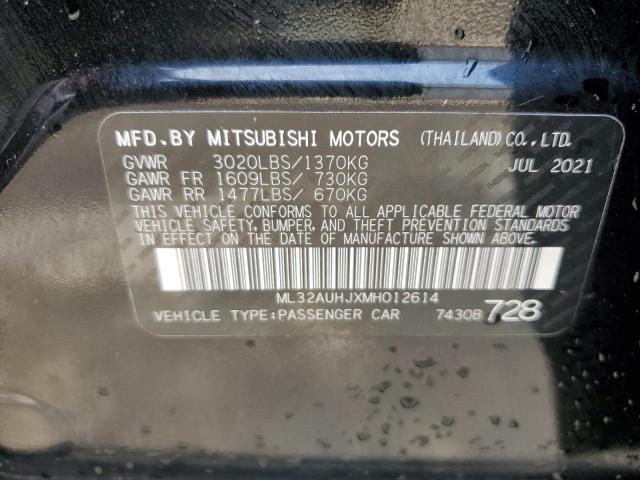 MFD.BY MITSUBISHI MOTORS (THAILAND) CO.,LTD.
GVWR 3020LBS/1370KG JUL 2021
GAWR FR 1609LBS/ 730KG
GAWR RR 1477LBS/ 670KG
THIS VEHICLE CONFORMS TO ALL APPLICABLE FEDERAL MOTOR
VEHICLE SAFETY, BUMPER, AND THEFT PREVENTION STANDARDS
IN EFFECT ON THE DATE OF MANUFACTURE SHOWN ABOVE.
ML32AUHJXMH012614
VEHICLE TYPE:PASSENGER CAR 7430B 728